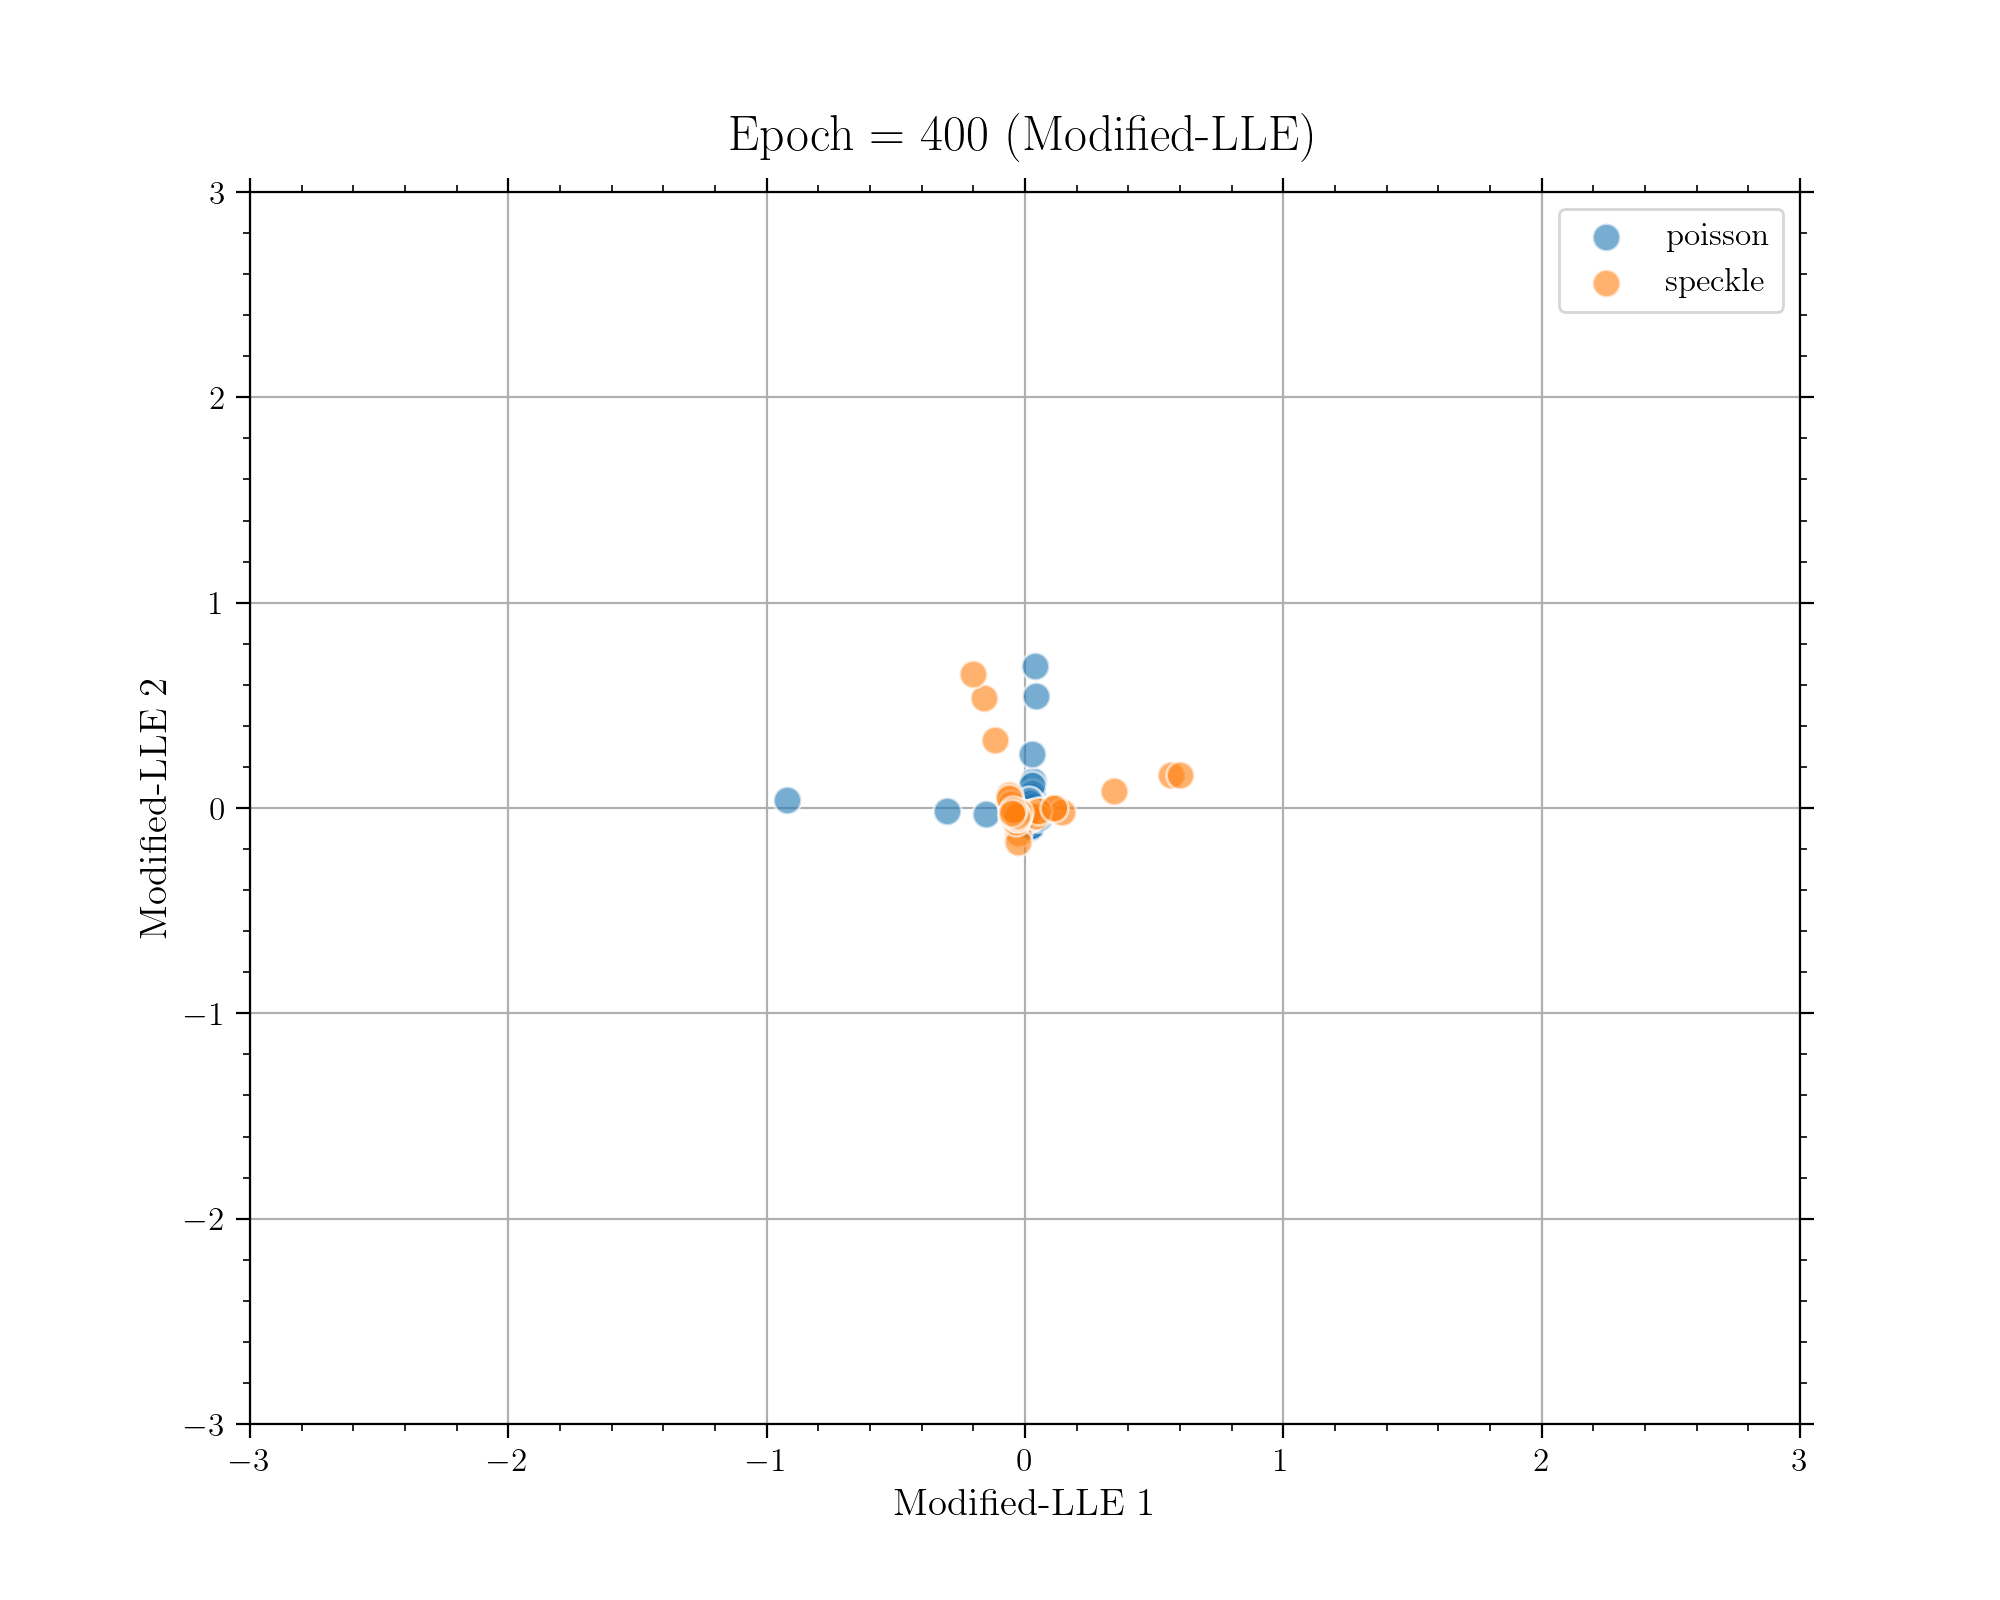 Epoch = 400 (Modified-LLE)
poisson
speckle
3
2
1
0
−1
−2
−3
Modified-LLE 2
−3
−2
−1
0
1
2
3
Modified-LLE 1